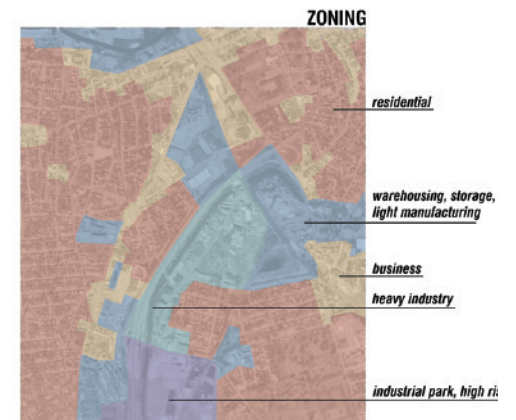 ZONING
residential
warehousing, storage,
light manufacturing
business
heavy industry
industrial park, high